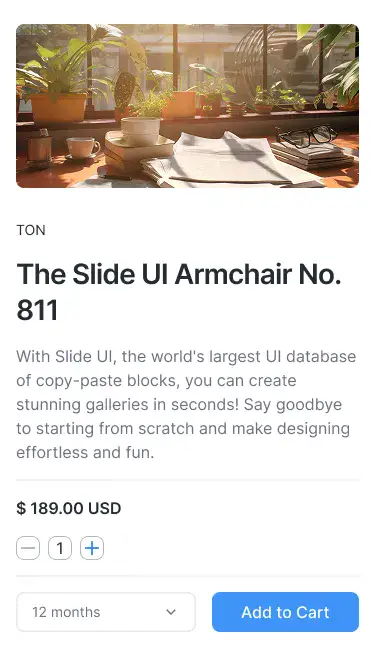 TON
The Slide UI Armchair No.
811
With Slide UI, the world's largest UI database
of copy-paste blocks, you can create
stunning galleries in seconds! Say goodbye
to starting from scratch and make designing
effortless and fun.
$ 189.00 USD
1
12 months
Add to Cart